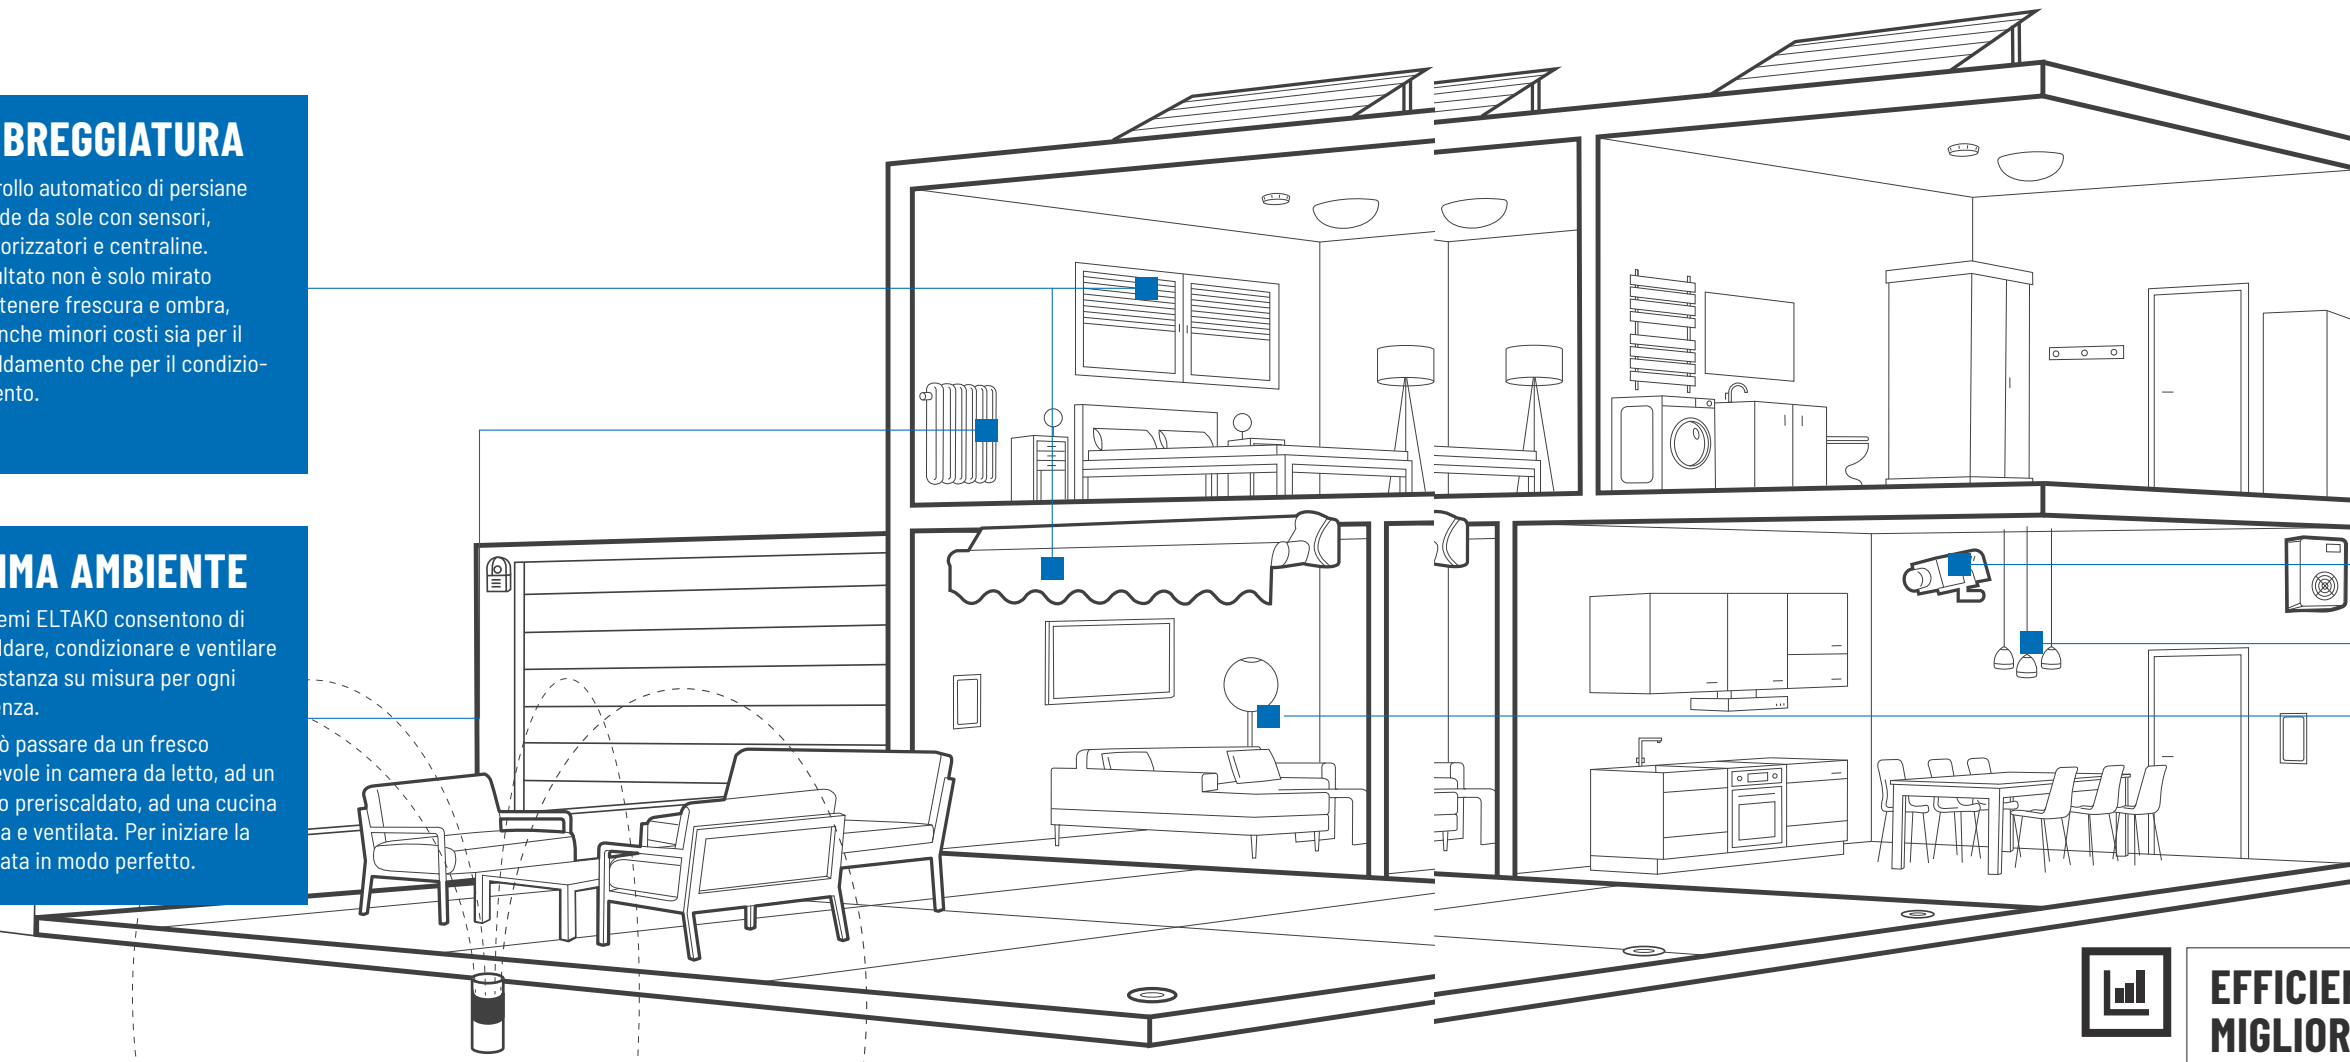 BREGGIATURA
rollo automatico di persiane
de da sole con sensori,
orizzatori e centraline.
ultato non è solo mirato
tenere frescura e ombra,
nche minori costi sia per il
ldamento che per il condizio-
ento.
IMA AMBIENTE
emi ELTAKO consentono di
ldare, condizionare e ventilare
stanza su misura per ogni
enza.
ò passare da un fresco
evole in camera da letto, ad un
o preriscaldato, ad una cucina
a e ventilata. Per iniziare la
ata in modo perfetto.
EFFICIEN
MIGLIOR